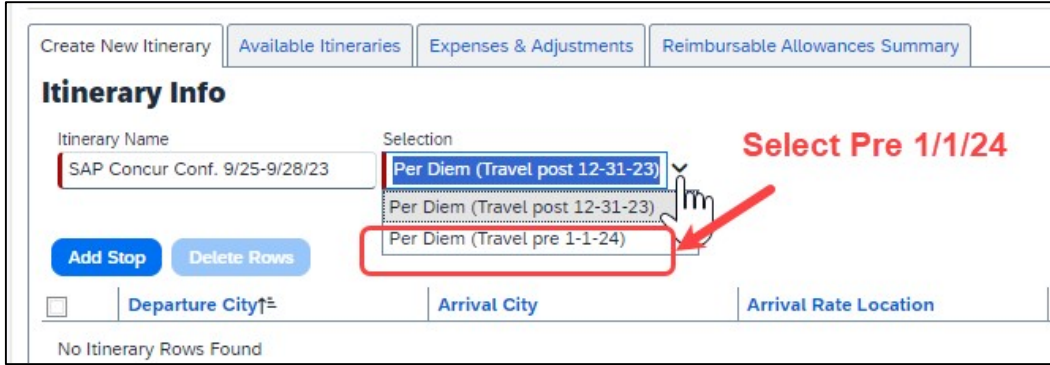 Create New Itinerary Available Itineraries Expenses & Adjustments Reimbursable Allowances Summary
Itinerary Info
Itinerary Name Selection
SAP Concur Conf. 9/25-9/28/23 Per Diem (Travel post 12-31-23) Select Pre 1/1/24
Per Diem (Travel post 12-31-23)
Per Diem (Travel pre 1-1-24)
Add Stop Delete Rows
Departure City Arrival City Arrival Rate Location
No Itinerary Rows Found